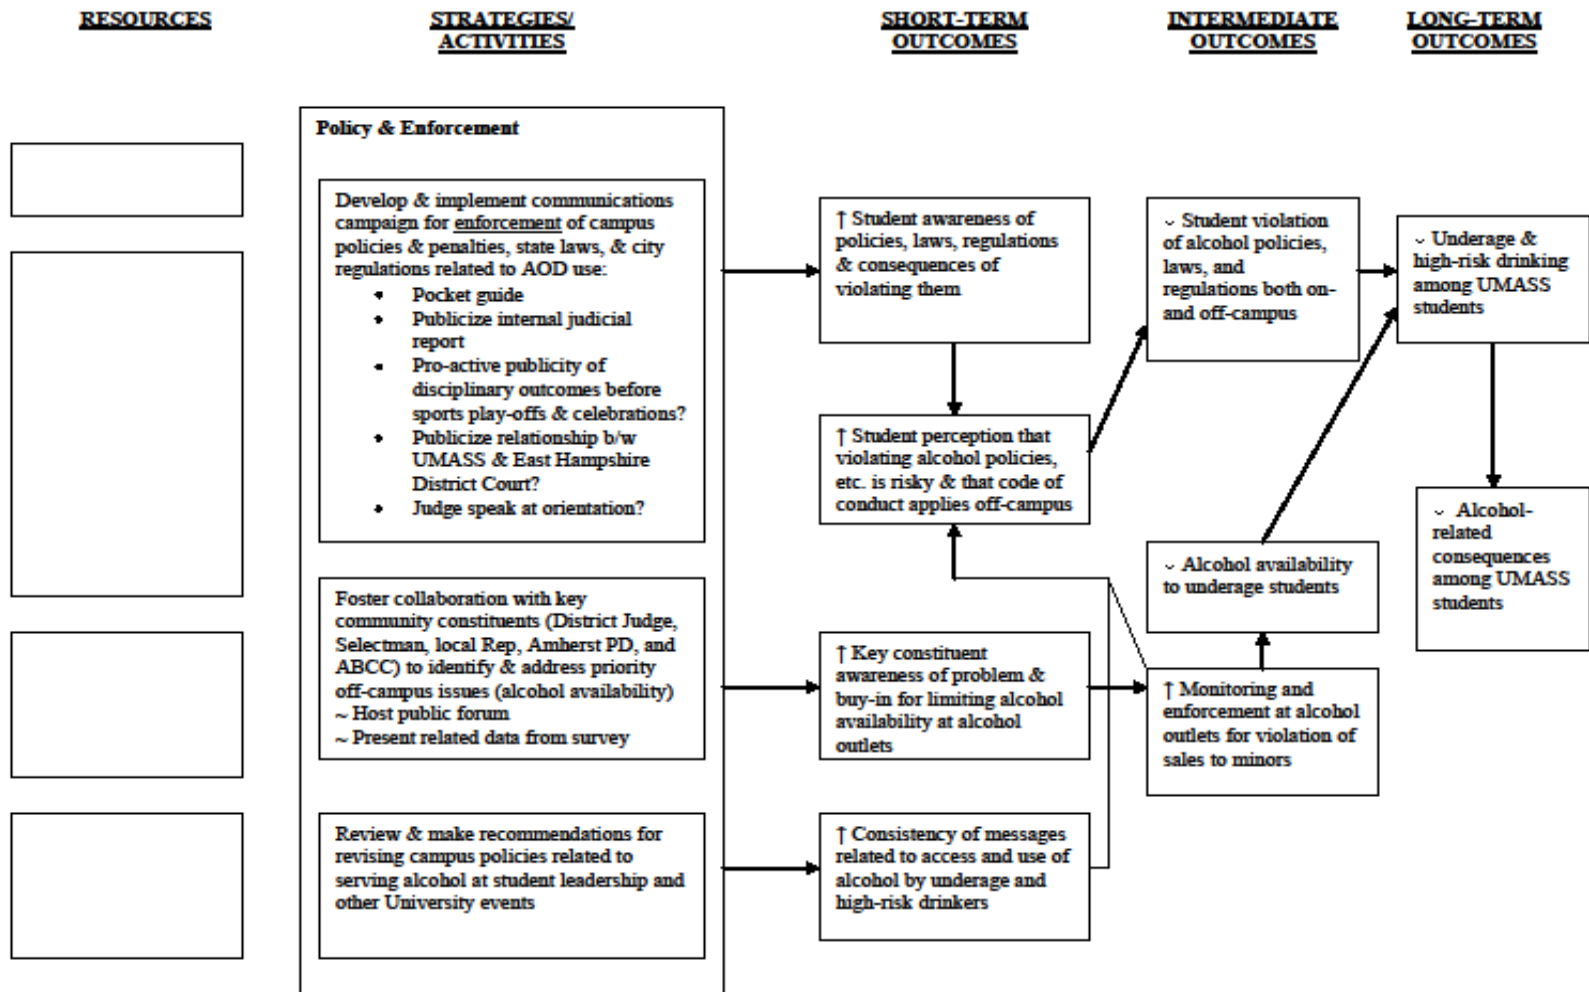 RESOURCES
STRATEGIES/
ACTIVITIES
SHORT-TERM
OUTCOMES
INTERMEDIATE
OUTCOMES
LONG-TERM
OUTCOMES
Policy & Enforcement
Develop & implement communications
campaign for enforcement of campus
policies & penalties, state laws, & city
regulations related to AOD use:
• Pocket guide
• Publicize internal judicial
report
• Pro-active publicity of
disciplinary outcomes before
sports play-offs & celebrations?
• Publicize relationship b/w
UMASS & East Hampshire
District Court?
• Judge speak at orientation?
Foster collaboration with key
community constituents (District Judge,
Selectman, local Rep, Amherst PD, and
ABCC) to identify & address priority
off-campus issues (alcohol availability)
~ Host public forum
~ Present related data from survey
Review & make recommendations for
revising campus policies related to
serving alcohol at student leadership and
other University events
↑ Student awareness of
policies, laws, regulations
& consequences of
violating them
↑ Student perception that
violating alcohol policies,
etc. is risky & that code of
conduct applies off-campus
↑ Key constituent
awareness of problem &
buy-in for limiting alcohol
availability at alcohol
outlets
↑ Consistency of messages
related to access and use of
alcohol by underage and
high-risk drinkers
⌄ Student violation
of alcohol policies,
laws, and
regulations both on-
and off-campus
⌄ Alcohol availability
to underage students
↑ Monitoring and
enforcement at alcohol
outlets for violation of
sales to minors
⌄ Underage &
high-risk drinking
among UMASS
students
⌄ Alcohol-
related
consequences
among UMASS
students